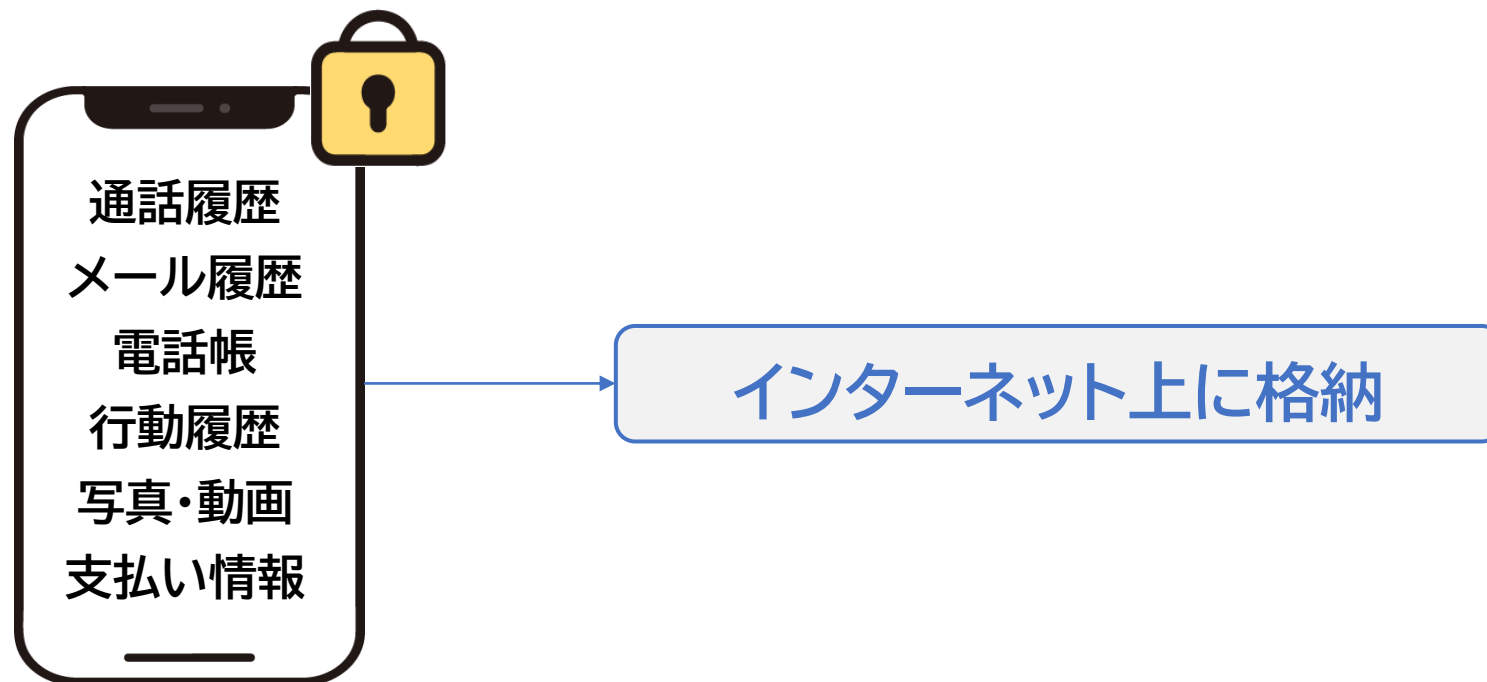 通話履歴
メール履歴
電話帳
行動履歴
写真・動画
支払い情報
インターネット上に格納